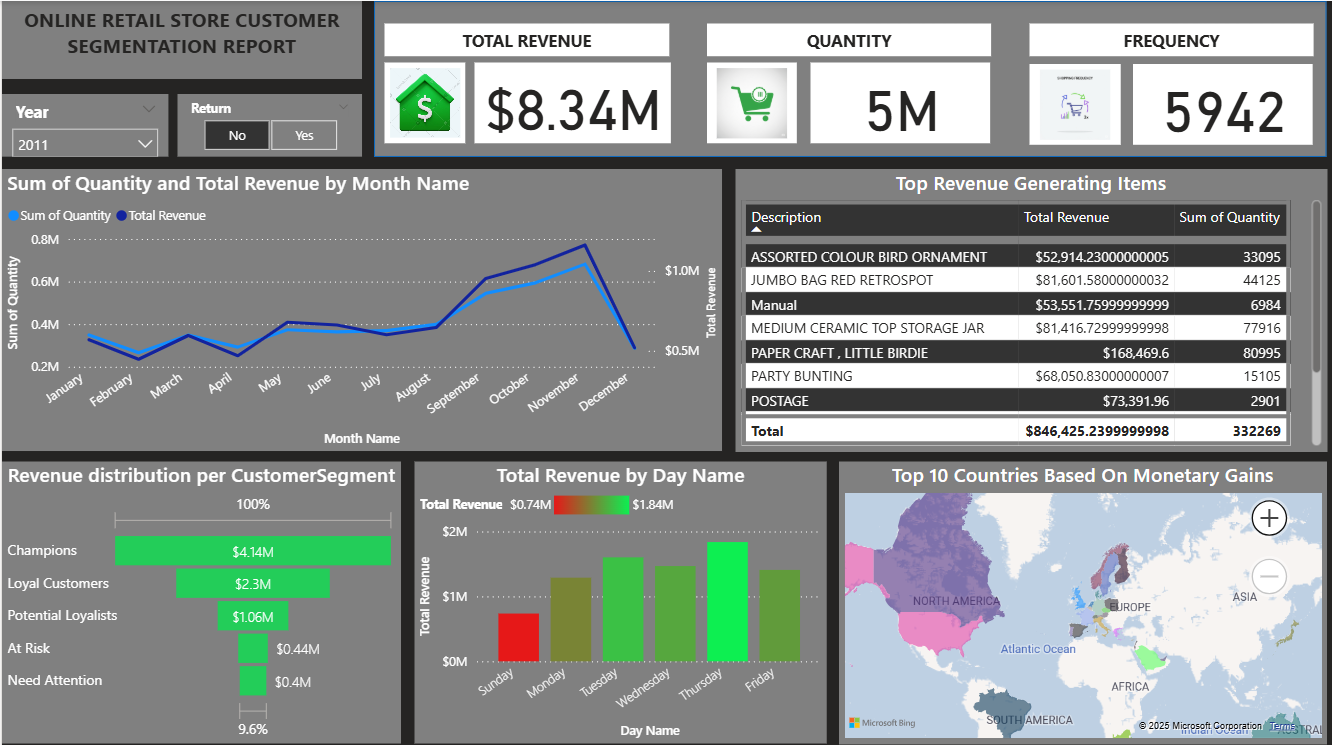 ONLINE RETAIL STORE CUSTOMER
SEGMENTATION REPORT
Year
2011
Return
No
Yes
TOTAL REVENUE
$8.34M
QUANTITY
5M
FREQUENCY
5942
Sum of Quantity and Total Revenue by Month Name
Sum of Quantity
Total Revenue
0.8M
0.6M
0.4M
0.2M
Sum of Quantity
$1.0M
$0.5M
Total Revenue
January
February
March
April
May
June
July
August
September
October
November
December
Month Name
Top Revenue Generating Items
Description Total Revenue Sum of Quantity
ASSORTED COLOUR BIRD ORNAMENT $52,914.23000000005 33095
JUMBO BAG RED RETROSPOT $81,601.58000000032 44125
Manual $53,551.75999999999 6984
MEDIUM CERAMIC TOP STORAGE JAR $81,416.72999999998 77916
PAPER CRAFT , LITTLE BIRDIE $168,469.6 80995
PARTY BUNTING $68,050.83000000007 15105
POSTAGE $73,391.96 2901
Total $846,425.2399999998 332269
Revenue distribution per CustomerSegment
100%
Champions $4.14M
Loyal Customers $2.3M
Potential Loyalists $1.06M
At Risk $0.44M
Need Attention $0.4M
9.6%
Total Revenue by Day Name
Total Revenue $0.74M $1.84M
$2M
$1M
$0M
Total Revenue
Sunday
Monday
Tuesday
Wednesday
Thursday
Friday
Day Name
Top 10 Countries Based On Monetary Gains
NORTH AMERICA
EUROPE
ASIA
Atlantic Ocean
AFRICA
SOUTH AMERICA
Microsoft Bing
© 2025 Microsoft Corporation Terms
Indian Ocean
AUSTRAL